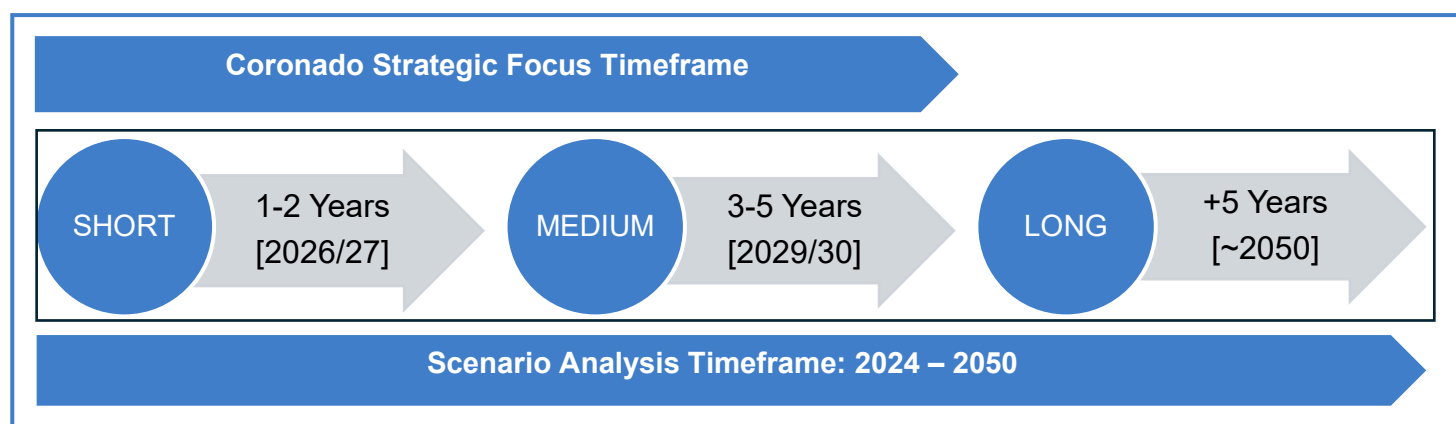 Coronado Strategic Focus Timeframe
SHORT
1-2 Years
[2026/27]
MEDIUM
3-5 Years
[2029/30]
LONG
+5 Years
[~2050]
Scenario Analysis Timeframe: 2024 – 2050